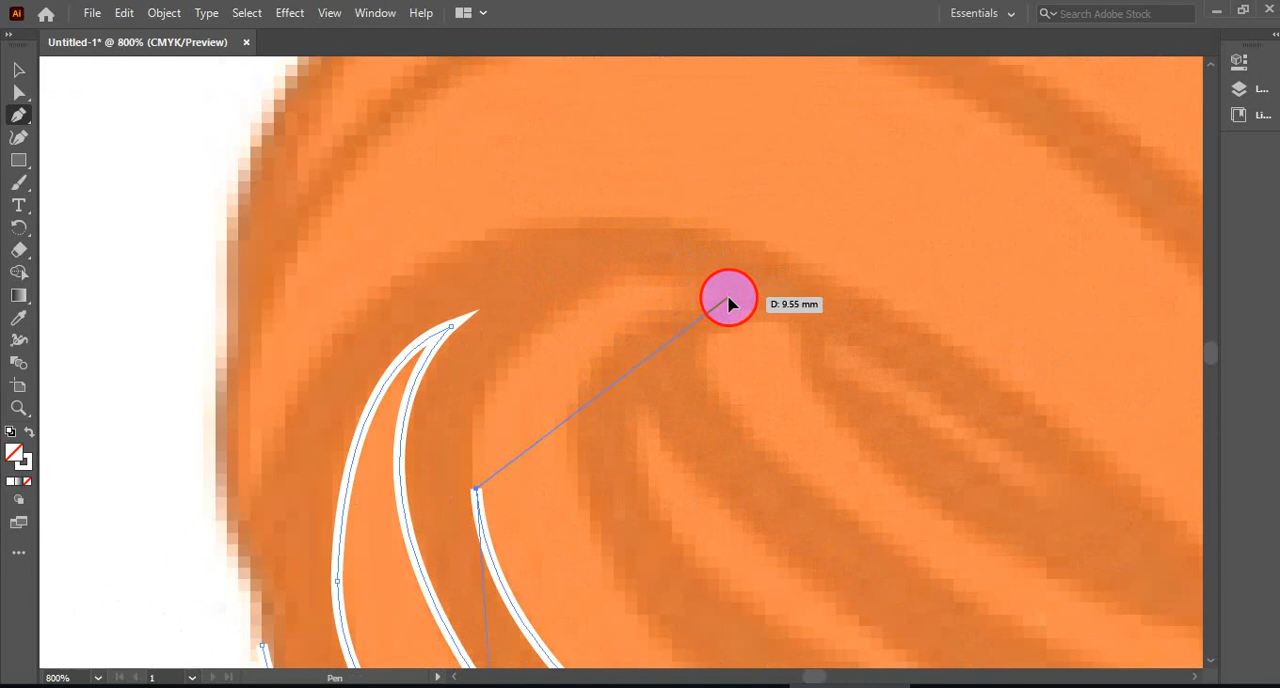 Ai File Edit Object Type Select Effect View Window Help Essentials Search Adobe Stock
Untitled-1* @ 800% (CMYK/Preview) ×
L...
Li...
T
D: 9.55 mm
800% 1 Pen